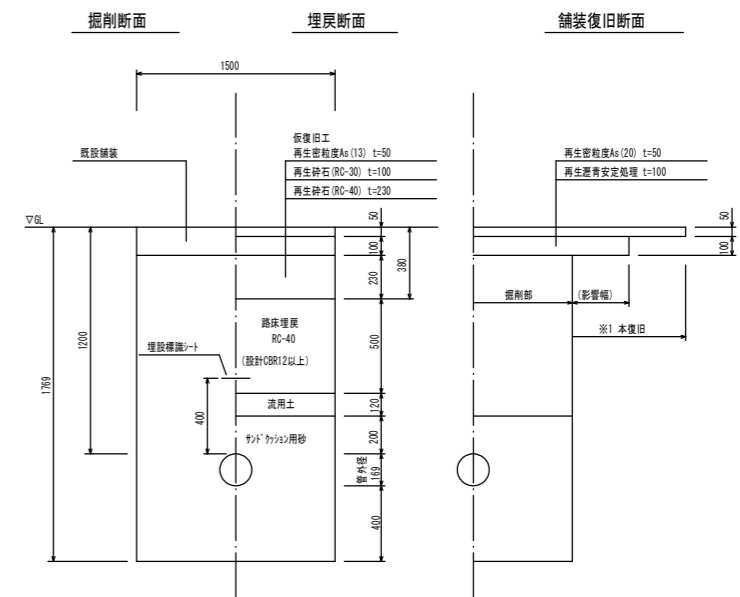 掘削断面
埋戻断面
舗装復旧断面
1500
既設舗装
仮復旧工
再生密粒度As(13) t=50
再生砕石(RC-30) t=100
再生砕石(RC-40) t=230
再生密粒度As(20) t=50
再生瀝青安定処理 t=100
▽GL
50
100
230
380
500
120
200
管外径
169
400
1200
1769
400
埋設標識シート
路床埋戻
RC-40
(設計CBR12以上)
流用土
サンドクッション用砂
50
100
掘削部
(影響幅)
※1 本復旧